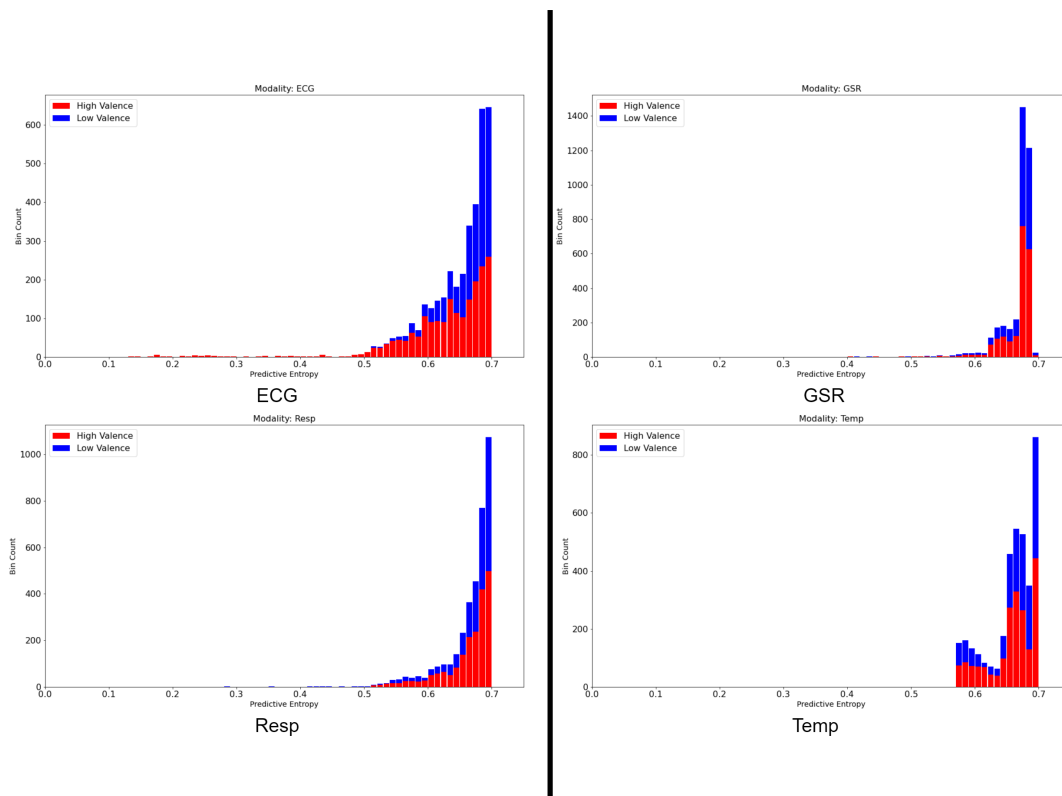 Modality: ECG
High Valence
Low Valence
600
500
400
300
200
100
0
Bin Count
0.0 0.1 0.2 0.3 0.4 0.5 0.6 0.7
Predictive Entropy
ECG
Modality: GSR
High Valence
Low Valence
1400
1200
1000
800
600
400
200
0
Bin Count
0.0 0.1 0.2 0.3 0.4 0.5 0.6 0.7
Predictive Entropy
GSR
Modality: Resp
High Valence
Low Valence
1000
800
600
400
200
0
Bin Count
0.0 0.1 0.2 0.3 0.4 0.5 0.6 0.7
Predictive Entropy
Resp
Modality: Temp
High Valence
Low Valence
800
600
400
200
0
Bin Count
0.0 0.1 0.2 0.3 0.4 0.5 0.6 0.7
Predictive Entropy
Temp